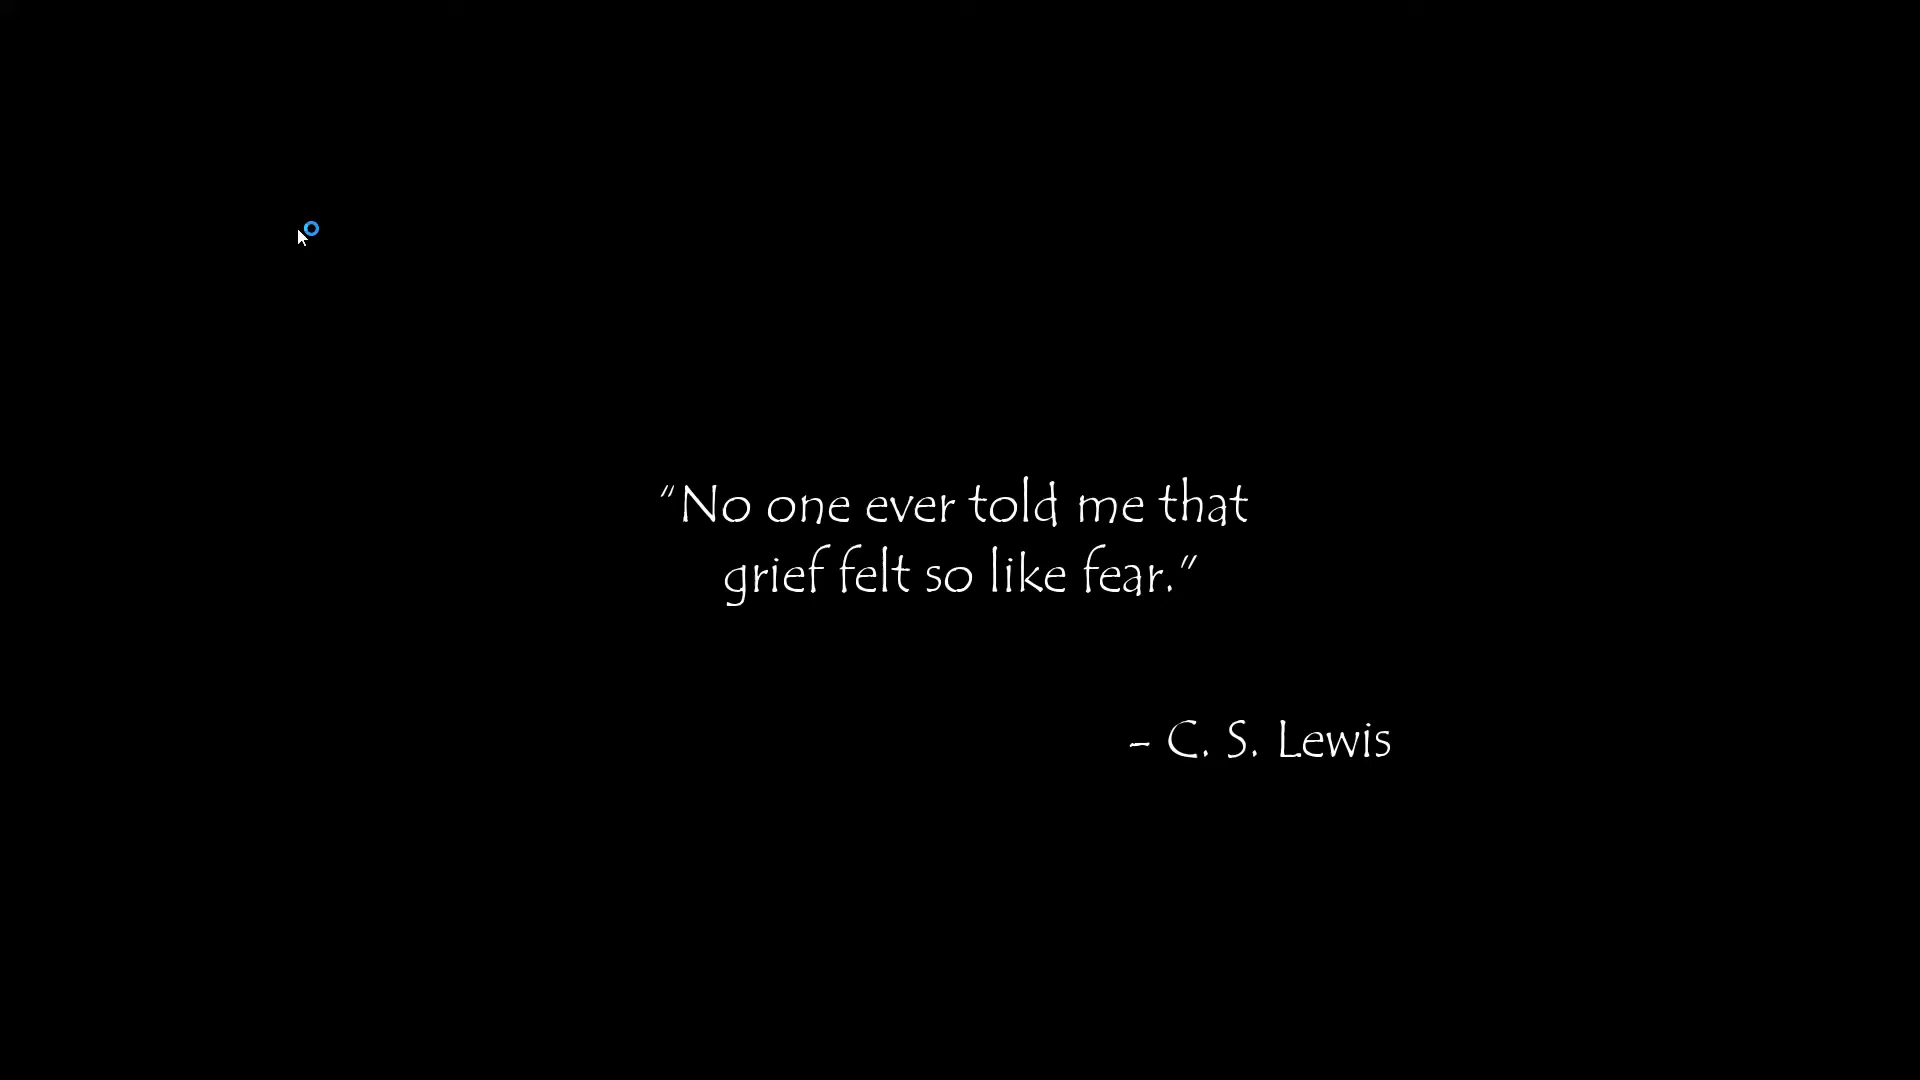 “No one ever told me that
grief felt so like fear.”
- C. S. Lewis